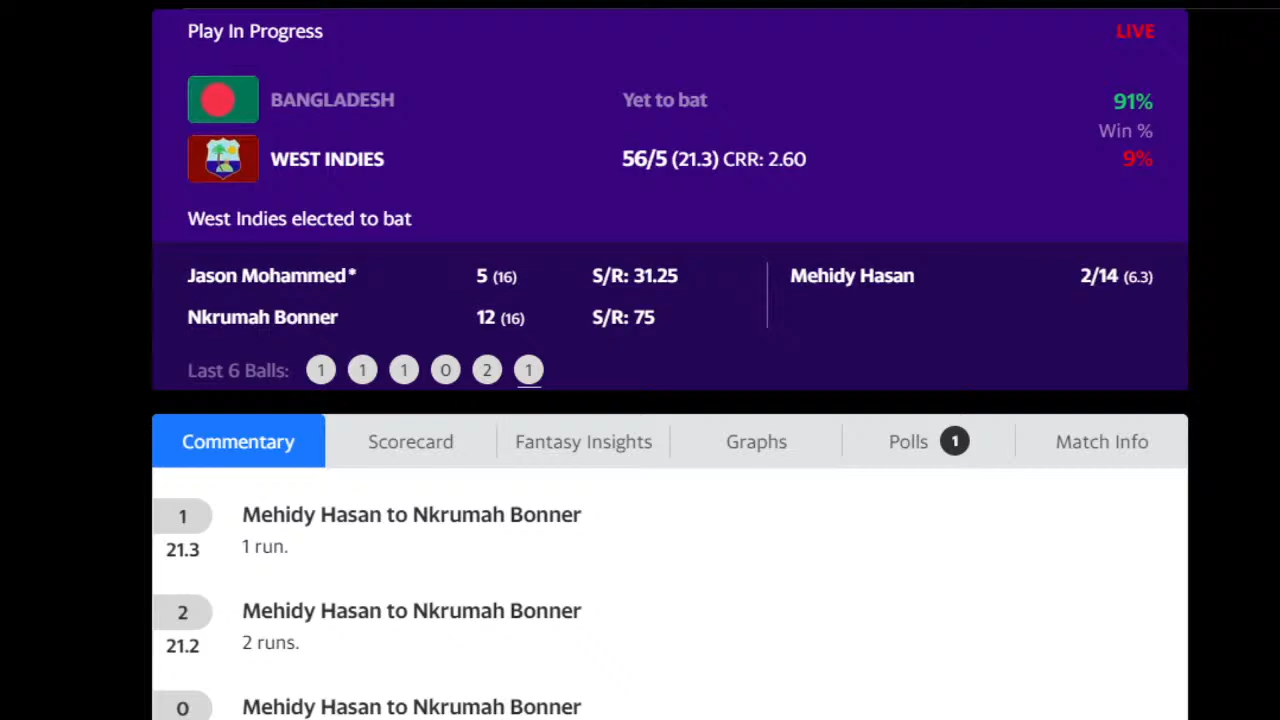 Play In Progress LIVE
BANGLADESH Yet to bat 91%
Win %
WEST INDIES 56/5 (21.3) CRR: 2.60 9%
West Indies elected to bat
Jason Mohammed* 5 (16) S/R: 31.25 Mehidy Hasan 2/14 (6.3)
Nkrumah Bonner 12 (16) S/R: 75
Last 6 Balls: 1 1 1 0 2 1
Commentary Scorecard Fantasy Insights Graphs Polls 1 Match Info
1 Mehidy Hasan to Nkrumah Bonner
21.3 1 run.
2 Mehidy Hasan to Nkrumah Bonner
21.2 2 runs.
0 Mehidy Hasan to Nkrumah Bonner